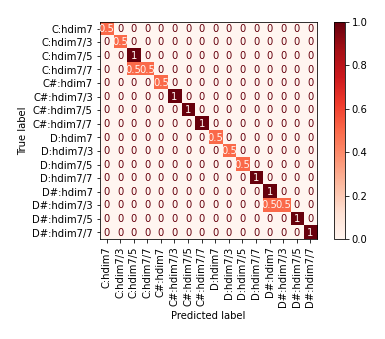 C:hdim7 0.5 0 0 0 0 0 0 0 0 0 0 0 0 0 0 0
C:hdim7/3 0 0.5 0 0 0 0 0 0 0 0 0 0 0 0 0 0
C:hdim7/5 0 0 1 0 0 0 0 0 0 0 0 0 0 0 0 0
C:hdim7/7 0 0 0.5 0.5 0 0 0 0 0 0 0 0 0 0 0 0
C#:hdim7 0 0 0 0 0.5 0 0 0 0 0 0 0 0 0 0 0
C#:hdim7/3 0 0 0 0 0 1 0 0 0 0 0 0 0 0 0 0
C#:hdim7/5 0 0 0 0 0 0 1 0 0 0 0 0 0 0 0 0
C#:hdim7/7 0 0 0 0 0 0 0 1 0 0 0 0 0 0 0 0
D:hdim7 0 0 0 0 0 0 0 0 0.5 0 0 0 0 0 0 0
D:hdim7/3 0 0 0 0 0 0 0 0 0 0.5 0 0 0 0 0 0
D:hdim7/5 0 0 0 0 0 0 0 0 0 0 0.5 0 0 0 0 0
D:hdim7/7 0 0 0 0 0 0 0 0 0 0 0 1 0 0 0 0
D#:hdim7 0 0 0 0 0 0 0 0 0 0 0 0 1 0 0 0
D#:hdim7/3 0 0 0 0 0 0 0 0 0 0 0 0 0.5 0.5 0 0
D#:hdim7/5 0 0 0 0 0 0 0 0 0 0 0 0 0 0 1 0
D#:hdim7/7 0 0 0 0 0 0 0 0 0 0 0 0 0 0 0 1
True label
C:hdim7
C:hdim7/3
C:hdim7/5
C:hdim7/7
C#:hdim7
C#:hdim7/3
C#:hdim7/5
C#:hdim7/7
D:hdim7
D:hdim7/3
D:hdim7/5
D:hdim7/7
D#:hdim7
D#:hdim7/3
D#:hdim7/5
D#:hdim7/7
Predicted label
1.0
0.8
0.6
0.4
0.2
0.0